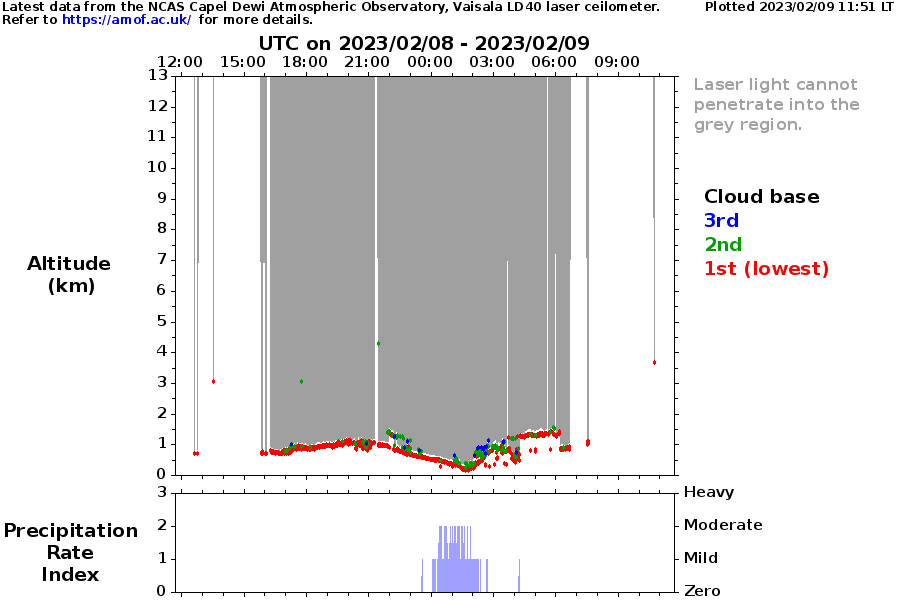 Latest data from the NCAS Capel Dewi Atmospheric Observatory, Vaisala LD40 laser ceilometer.
Plotted 2023/02/09 11:51 LT
Refer to https://amof.ac.uk/ for more details.
UTC on 2023/02/08 - 2023/02/09
12:00 15:00 18:00 21:00 00:00 03:00 06:00 09:00
13
12
11
10
9
8
7
6
5
4
3
2
1
0
Altitude
(km)
Laser light cannot
penetrate into the
grey region.
Cloud base
3rd
2nd
1st (lowest)
3
2
1
0
Precipitation
Rate
Index
Heavy
Moderate
Mild
Zero